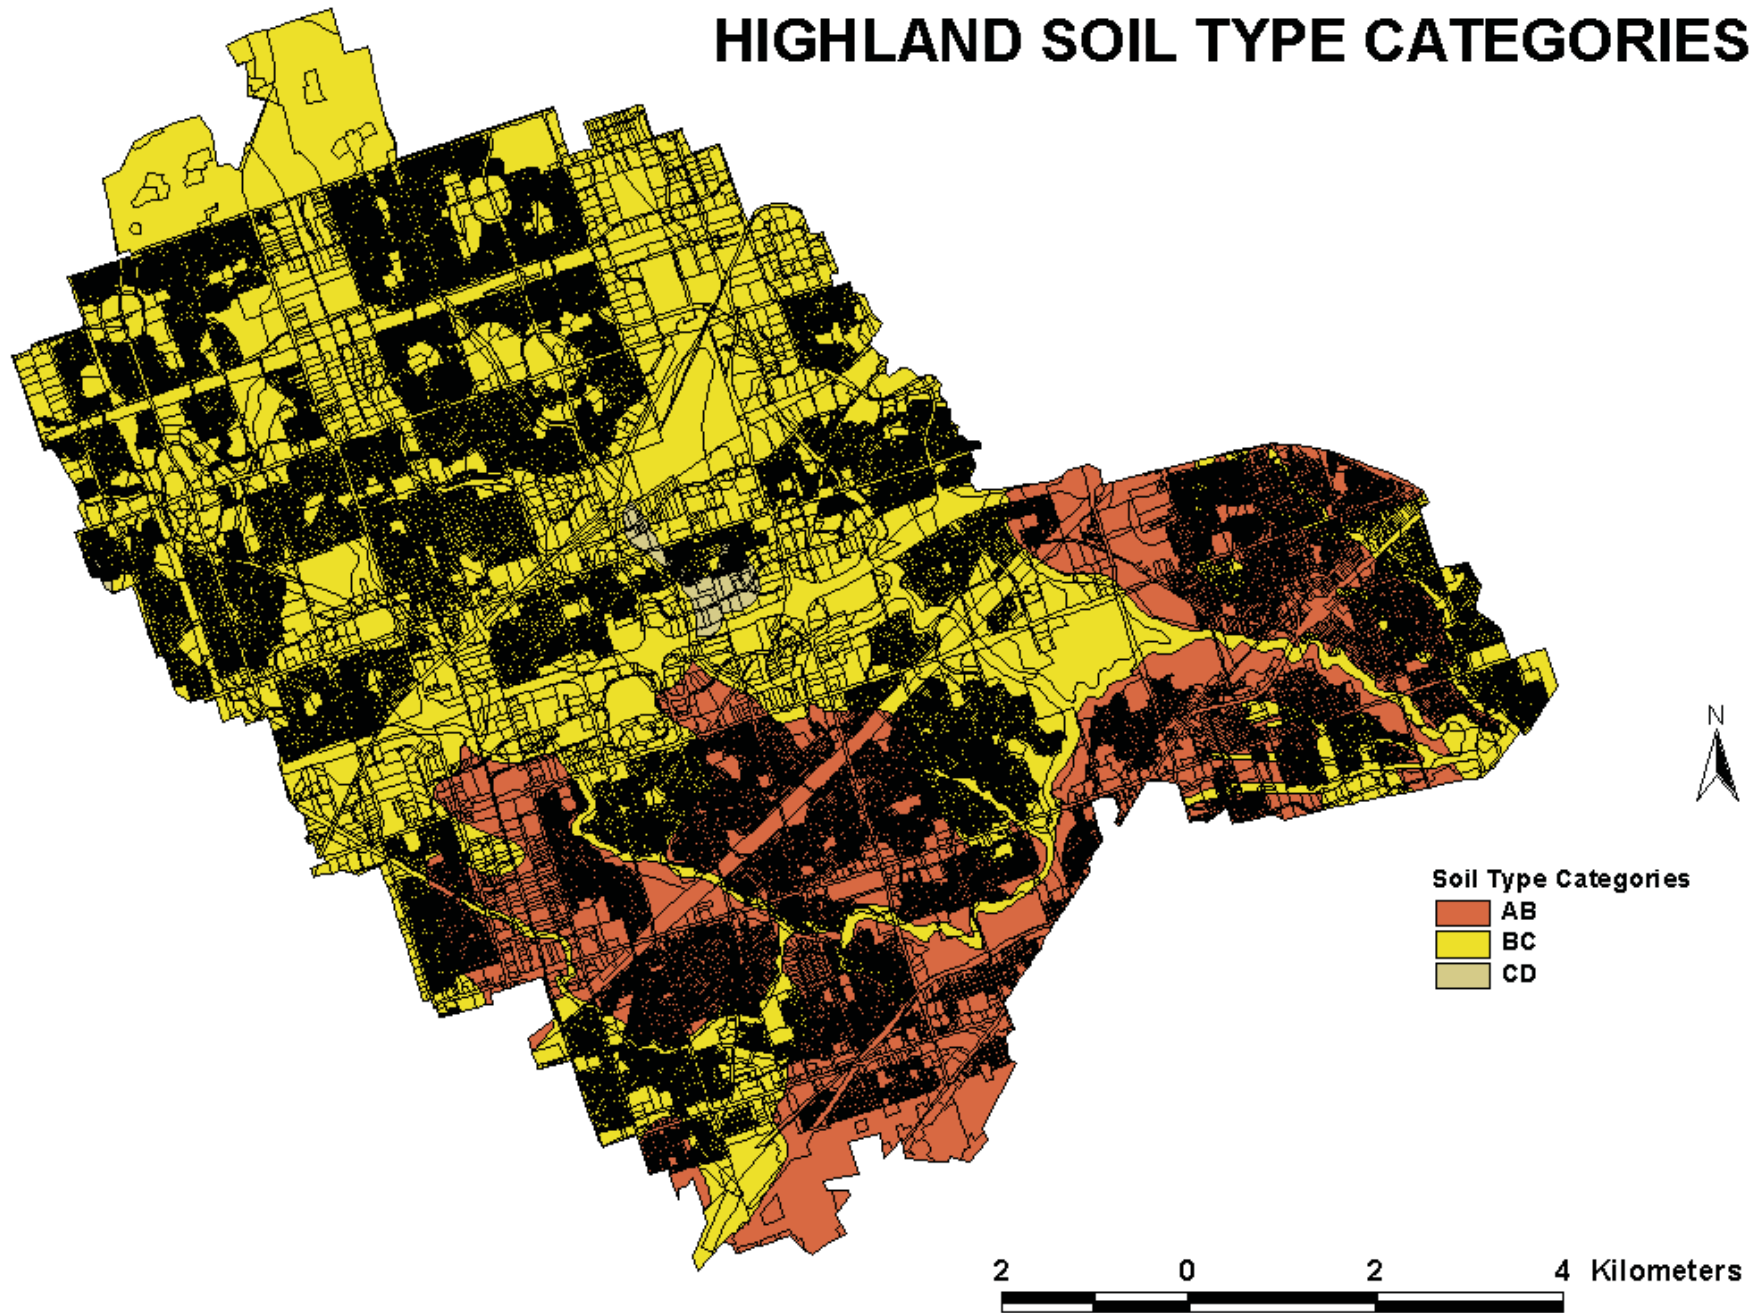 HIGHLAND SOIL TYPE CATEGORIES
N
Soil Type Categories
AB
BC
CD
2 0 2 4 Kilometers